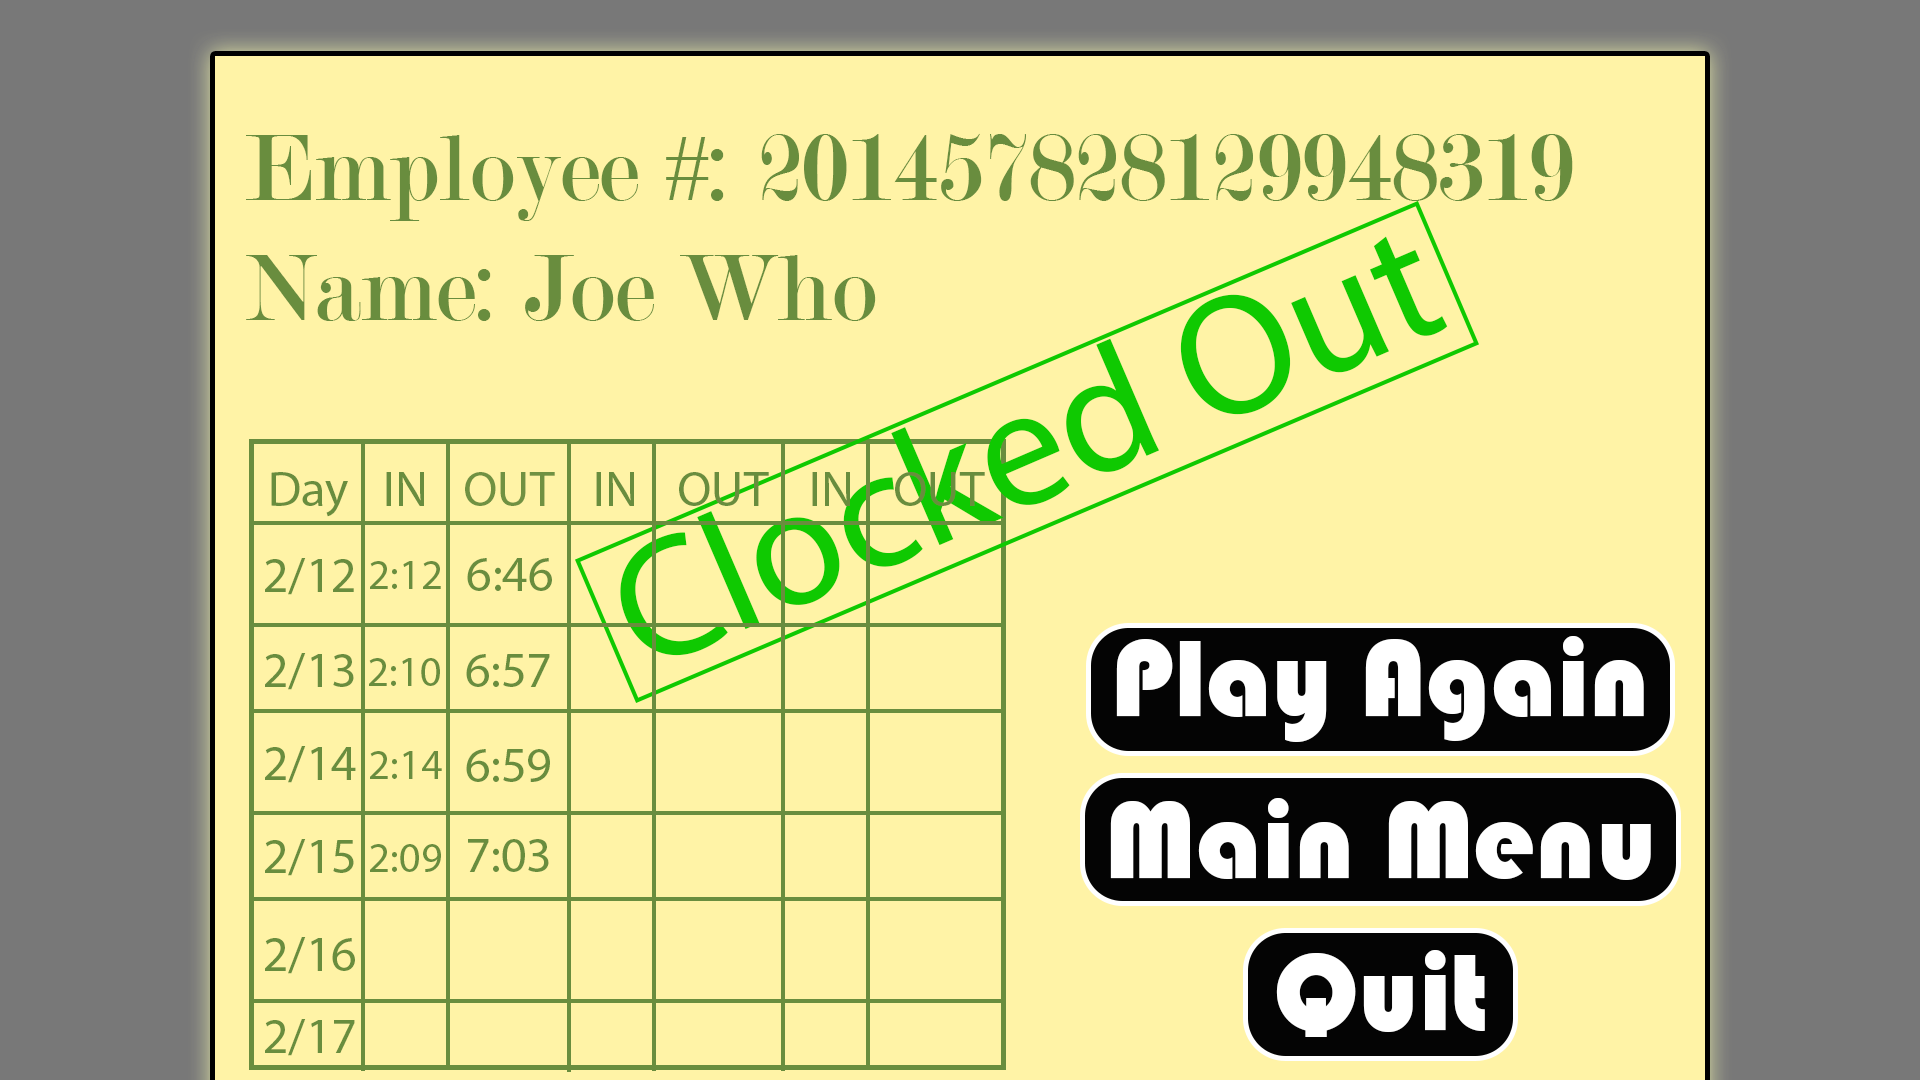 Employee #: 201457828129948319
Name: Joe Who
Clocked Out
Day IN OUT IN OUT IN OUT
2/12 2:12 6:46
2/13 2:10 6:57
2/14 2:14 6:59
2/15 2:09 7:03
2/16
2/17
Play Again
Main Menu
Quit